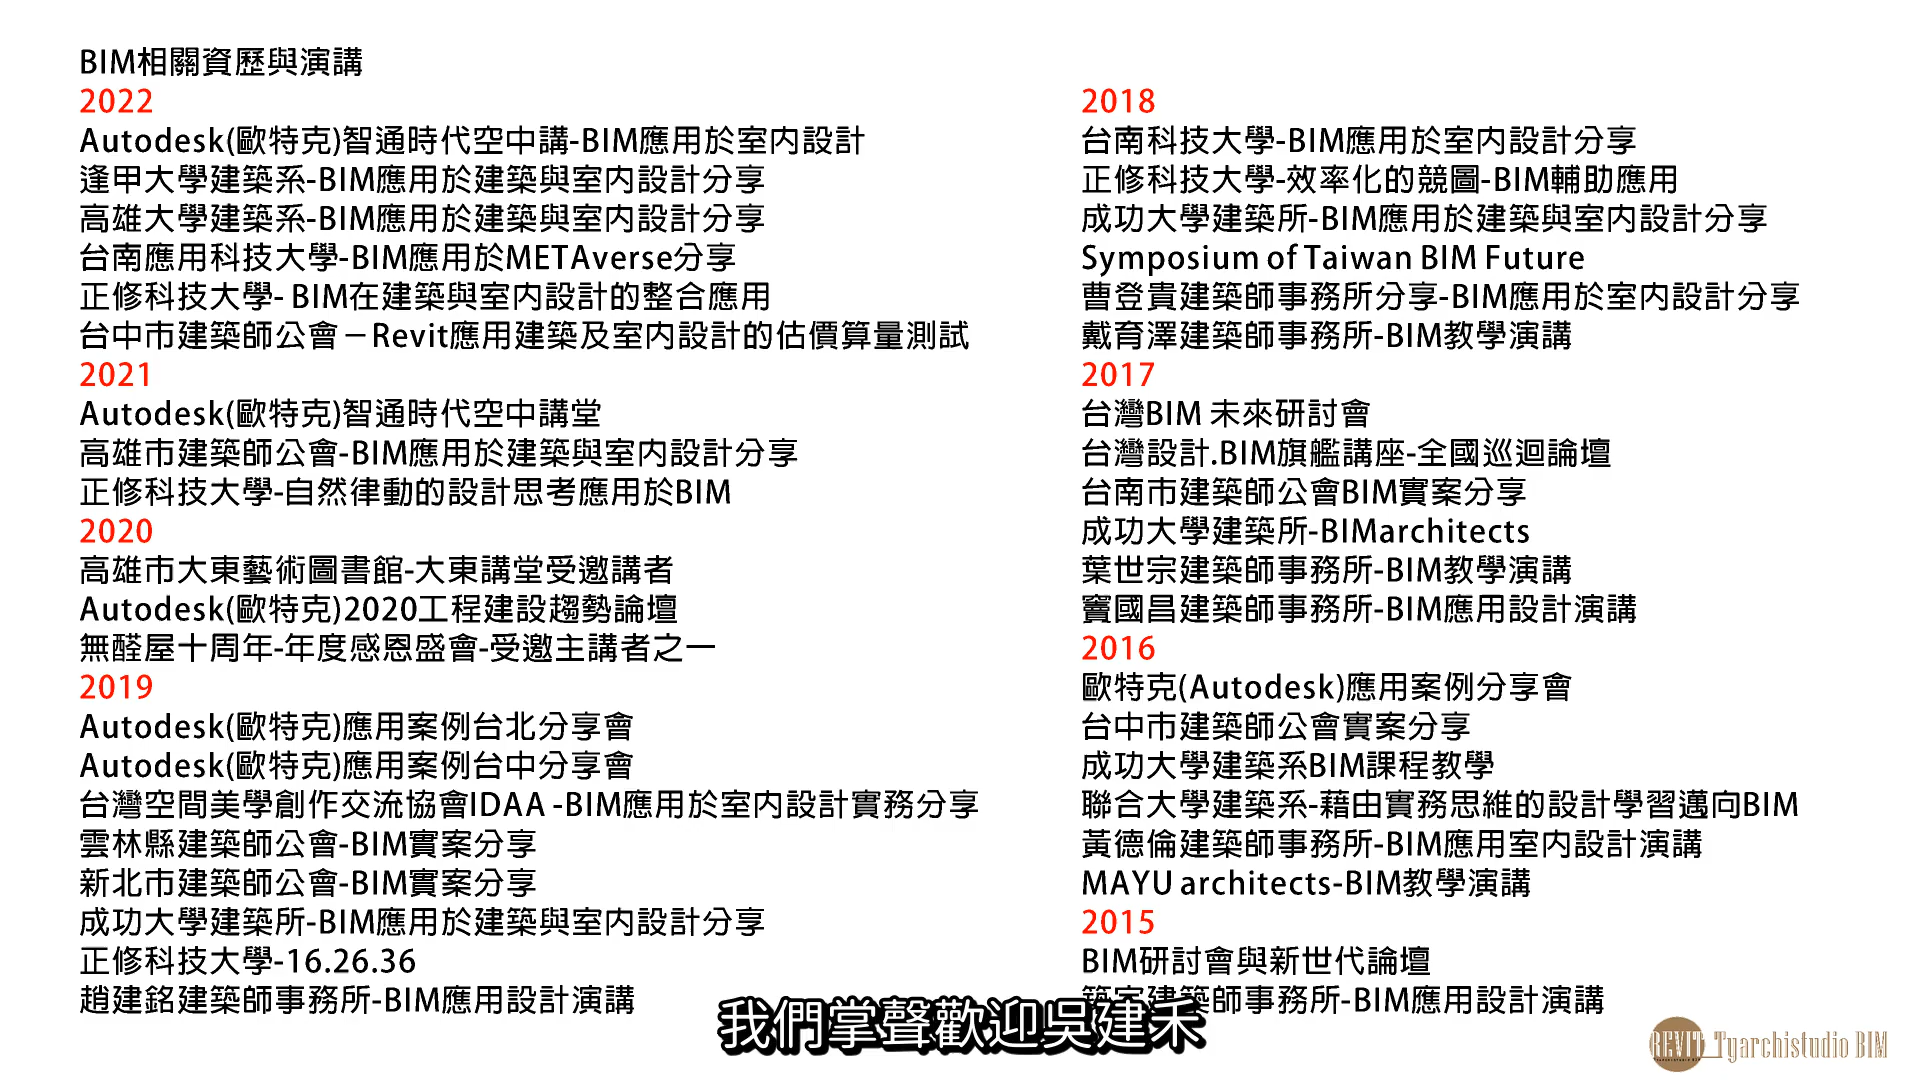 BIM相關資歷與演講
2022
Autodesk(歐特克)智通時代空中講-BIM應用於室內設計
逢甲大學建築系-BIM應用於建築與室內設計分享
高雄大學建築系-BIM應用於建築與室內設計分享
台南應用科技大學-BIM應用於METAverse分享
正修科技大學- BIM在建築與室內設計的整合應用
台中市建築師公會－Revit應用建築及室內設計的估價算量測試
2021
Autodesk(歐特克)智通時代空中講堂
高雄市建築師公會-BIM應用於建築與室內設計分享
正修科技大學-自然律動的設計思考應用於BIM
2020
高雄市大東藝術圖書館-大東講堂受邀講者
Autodesk(歐特克)2020工程建設趨勢論壇
無醛屋十周年-年度感恩盛會-受邀主講者之一
2019
Autodesk(歐特克)應用案例台北分享會
Autodesk(歐特克)應用案例台中分享會
台灣空間美學創作交流協會IDAA -BIM應用於室內設計實務分享
雲林縣建築師公會-BIM實案分享
新北市建築師公會-BIM實案分享
成功大學建築所-BIM應用於建築與室內設計分享
正修科技大學-16.26.36
趙建銘建築師事務所-BIM應用設計演講
2018
台南科技大學-BIM應用於室內設計分享
正修科技大學-效率化的競圖-BIM輔助應用
成功大學建築所-BIM應用於建築與室內設計分享
Symposium of Taiwan BIM Future
曹登貴建築師事務所分享-BIM應用於室內設計分享
戴育澤建築師事務所-BIM教學演講
2017
台灣BIM 未來研討會
台灣設計.BIM旗艦講座-全國巡迴論壇
台南市建築師公會BIM實案分享
成功大學建築所-BIMarchitects
葉世宗建築師事務所-BIM教學演講
竇國昌建築師事務所-BIM應用設計演講
2016
歐特克(Autodesk)應用案例分享會
台中市建築師公會實案分享
成功大學建築系BIM課程教學
聯合大學建築系-藉由實務思維的設計學習邁向BIM
黃德倫建築師事務所-BIM應用室內設計演講
MAYU architects-BIM教學演講
2015
BIM研討會與新世代論壇
建築師事務所-BIM應用設計演講
我們掌聲歡迎吳建禾
REVIT Tyarchistudio BIM